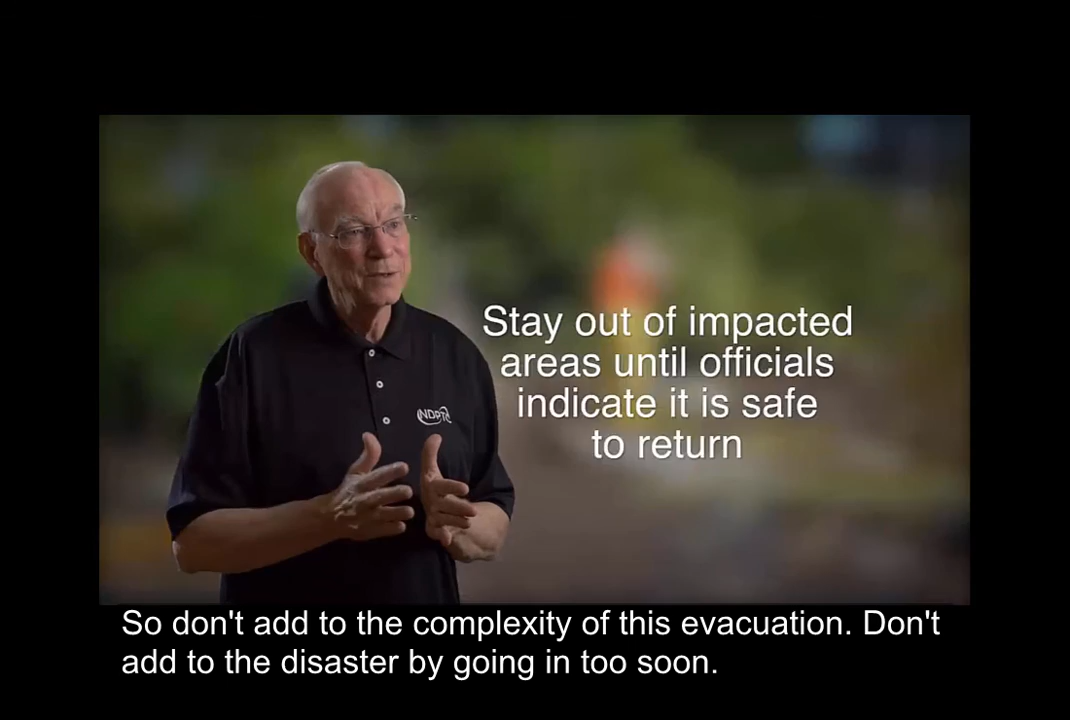 Stay out of impacted
areas until officials
indicate it is safe
to return
NDPTC
So don't add to the complexity of this evacuation. Don't
add to the disaster by going in too soon.